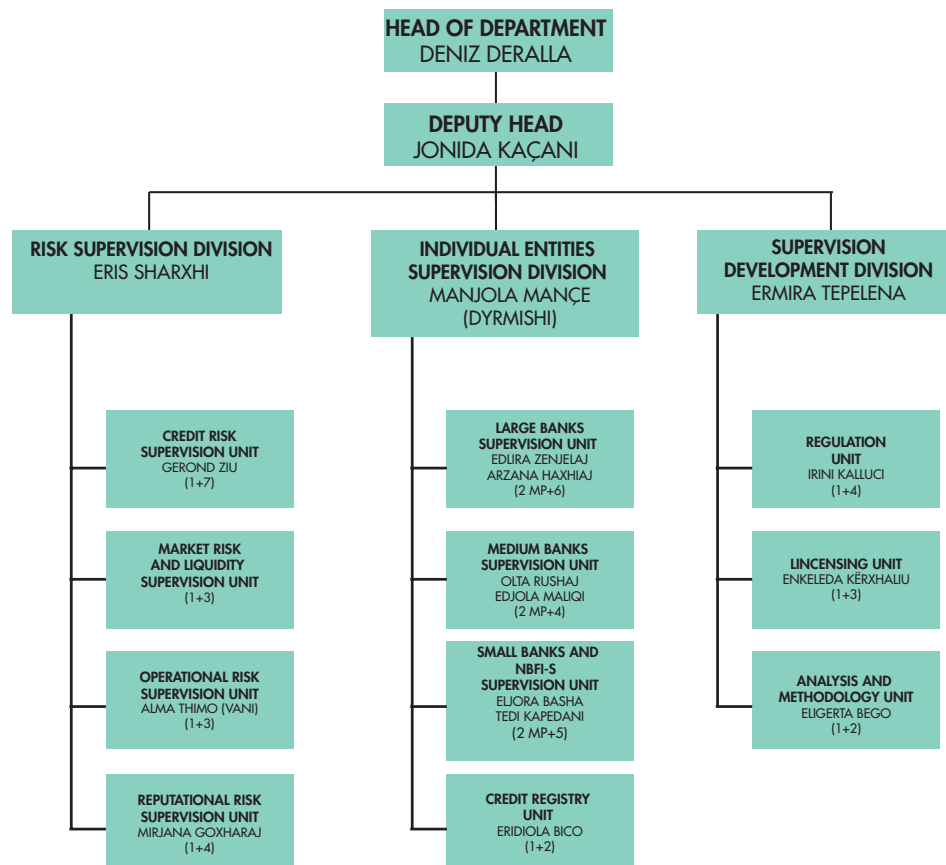 HEAD OF DEPARTMENT
DENIZ DERALLA
DEPUTY HEAD
JONIDA KAÇANI
RISK SUPERVISION DIVISION
ERIS SHARXHI
CREDIT RISK
SUPERVISION UNIT
GEROND ZIU
(1+7)
MARKET RISK
AND LIQUIDITY
SUPERVISION UNIT
(1+3)
OPERATIONAL RISK
SUPERVISION UNIT
ALMA THIMO (VANI)
(1+3)
REPUTATIONAL RISK
SUPERVISION UNIT
MIRJANA GOXHARAJ
(1+4)
INDIVIDUAL ENTITIES
SUPERVISION DIVISION
MANJOLA MANÇE
(DYRMISHI)
LARGE BANKS
SUPERVISION UNIT
EDLIRA ZENJELAJ
ARZANA HAXHIAJ
(2 MP+6)
MEDIUM BANKS
SUPERVISION UNIT
OLTA RUSHAJ
EDJOLA MALIQI
(2 MP+4)
SMALL BANKS AND
NBFI-S
SUPERVISION UNIT
ELJORA BASHA
TEDI KAPEDANI
(2 MP+5)
CREDIT REGISTRY
UNIT
ERIDIOLA BICO
(1+2)
SUPERVISION
DEVELOPMENT DIVISION
ERMIRA TEPELENA
REGULATION
UNIT
IRINI KALLUCI
(1+4)
LINCENSING UNIT
ENKELEDA KËRXHALIU
(1+3)
ANALYSIS AND
METHODOLOGY UNIT
ELIGERTA BEGO
(1+2)